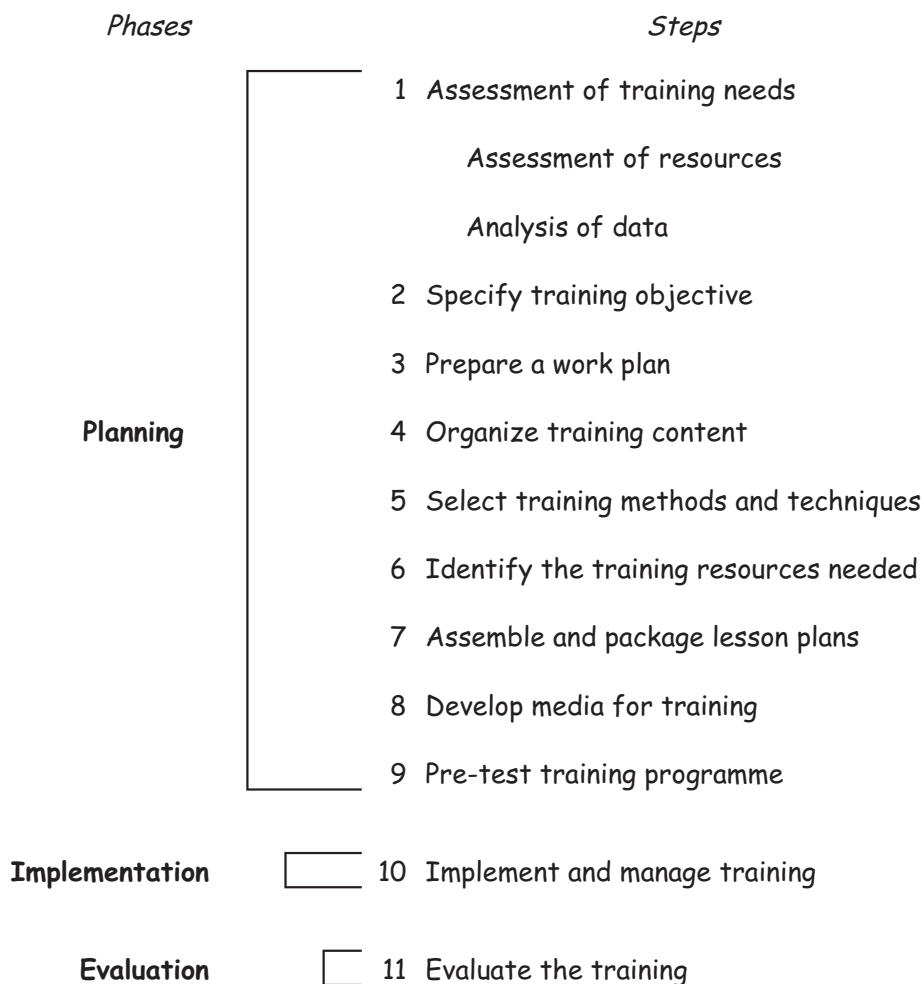 Phases Steps
1 Assessment of training needs
Assessment of resources
Analysis of data
2 Specify training objective
3 Prepare a work plan
Planning 4 Organize training content
5 Select training methods and techniques
6 Identify the training resources needed
7 Assemble and package lesson plans
8 Develop media for training
9 Pre-test training programme
Implementation 10 Implement and manage training
Evaluation 11 Evaluate the training